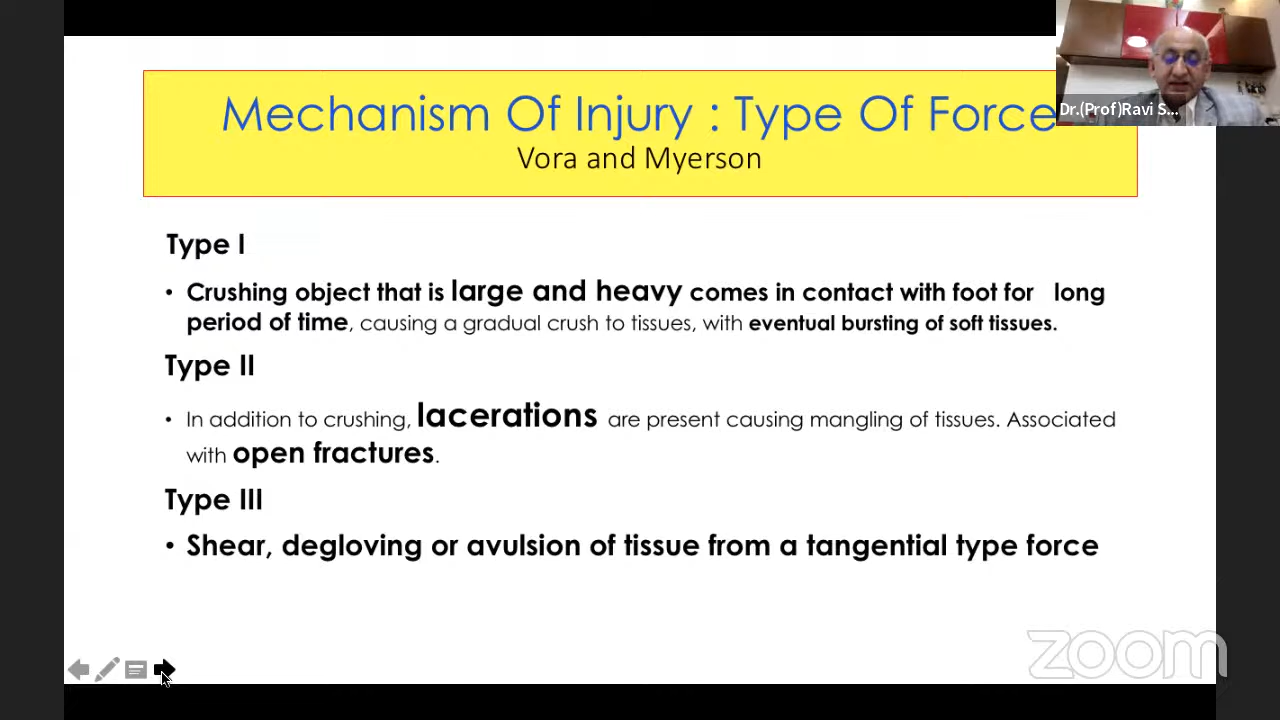 Mechanism Of Injury : Type Of Force
Vora and Myerson
Dr.(Prof)Ravi S...
Type I
• Crushing object that is large and heavy comes in contact with foot for long
period of time, causing a gradual crush to tissues, with eventual bursting of soft tissues.
Type II
• In addition to crushing, lacerations are present causing mangling of tissues. Associated
with open fractures.
Type III
• Shear, degloving or avulsion of tissue from a tangential type force
zoom